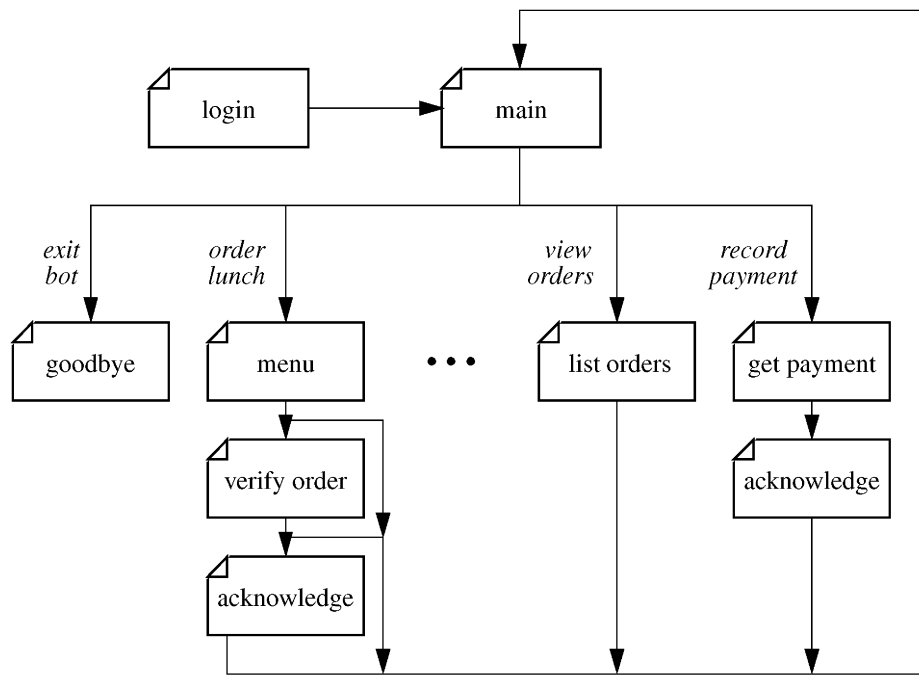 login
main
exit
bot
order
lunch
view
orders
record
payment
goodbye
menu
list orders
get payment
verify order
acknowledge
acknowledge